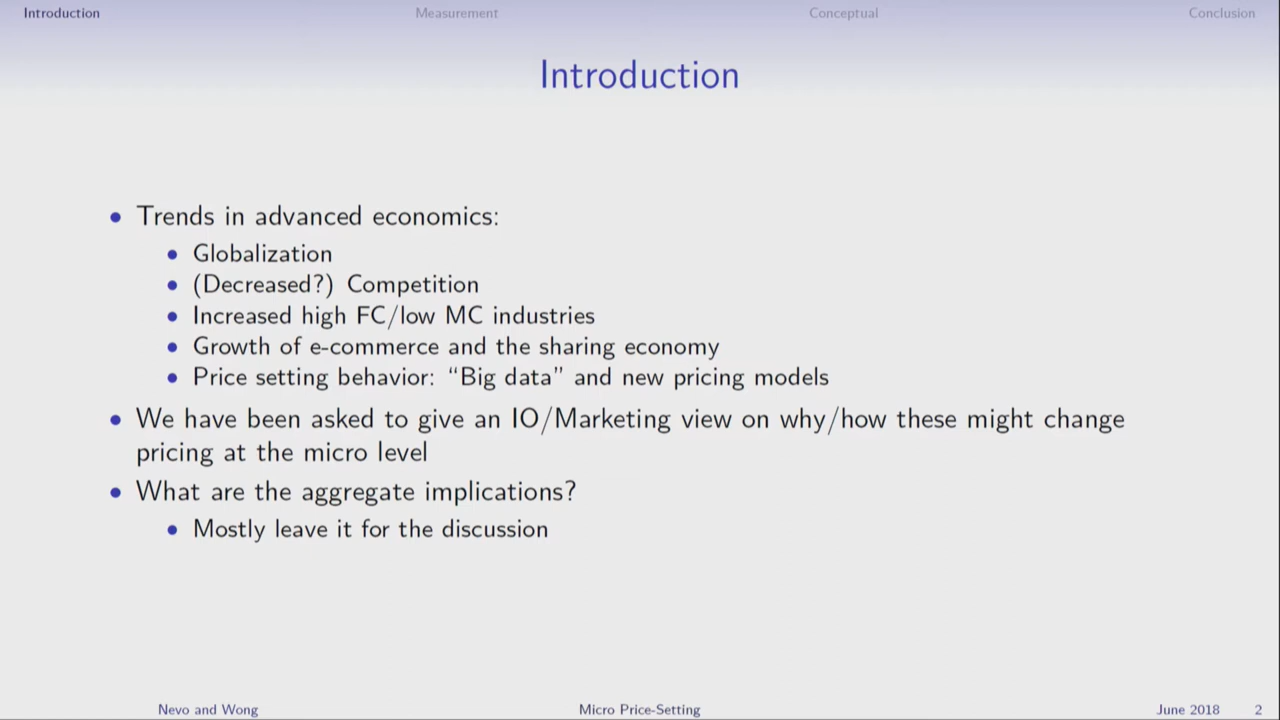 Introduction Measurement Conceptual Conclusion
Introduction
• Trends in advanced economics:
• Globalization
• (Decreased?) Competition
• Increased high FC/low MC industries
• Growth of e-commerce and the sharing economy
• Price setting behavior: “Big data” and new pricing models
• We have been asked to give an IO/Marketing view on why/how these might change
pricing at the micro level
• What are the aggregate implications?
• Mostly leave it for the discussion
Nevo and Wong Micro Price-Setting June 2018 2